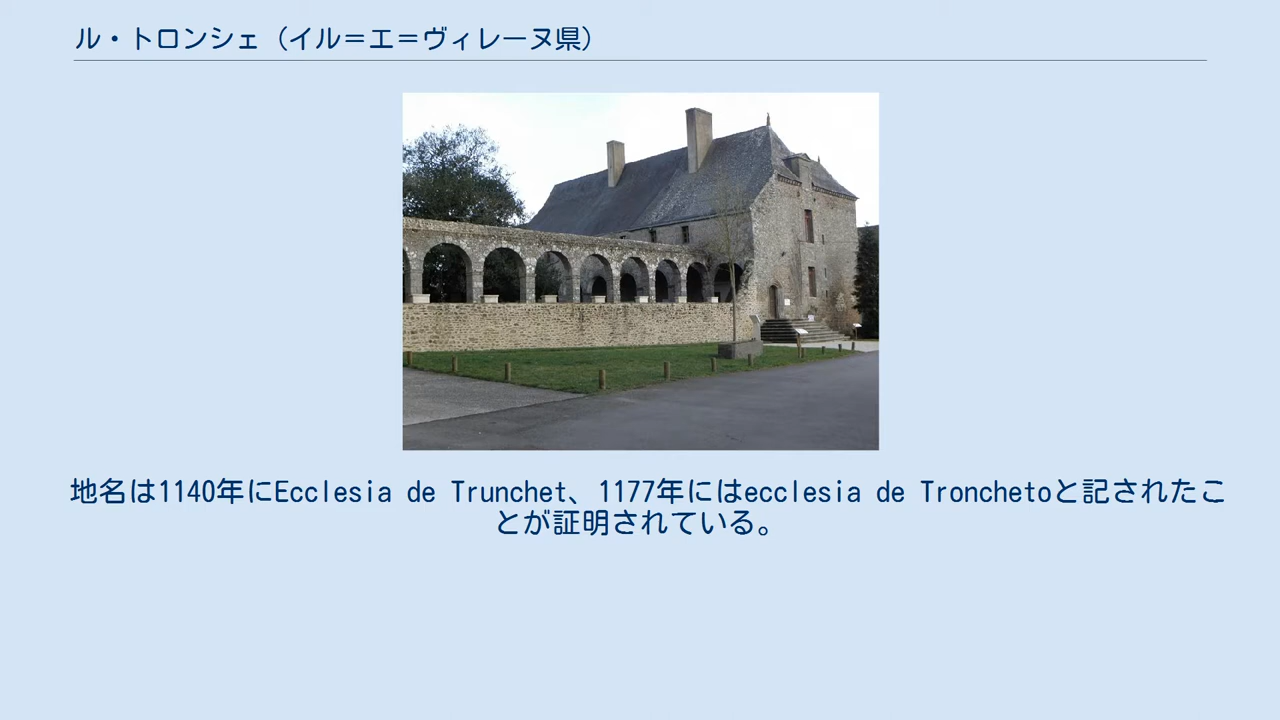 ル・トロンシェ（イル＝エ＝ヴィレーヌ県）
地名は1140年にEcclesia de Trunchet、1177年にはecclesia de Tronchetoと記されたこ
とが証明されている。